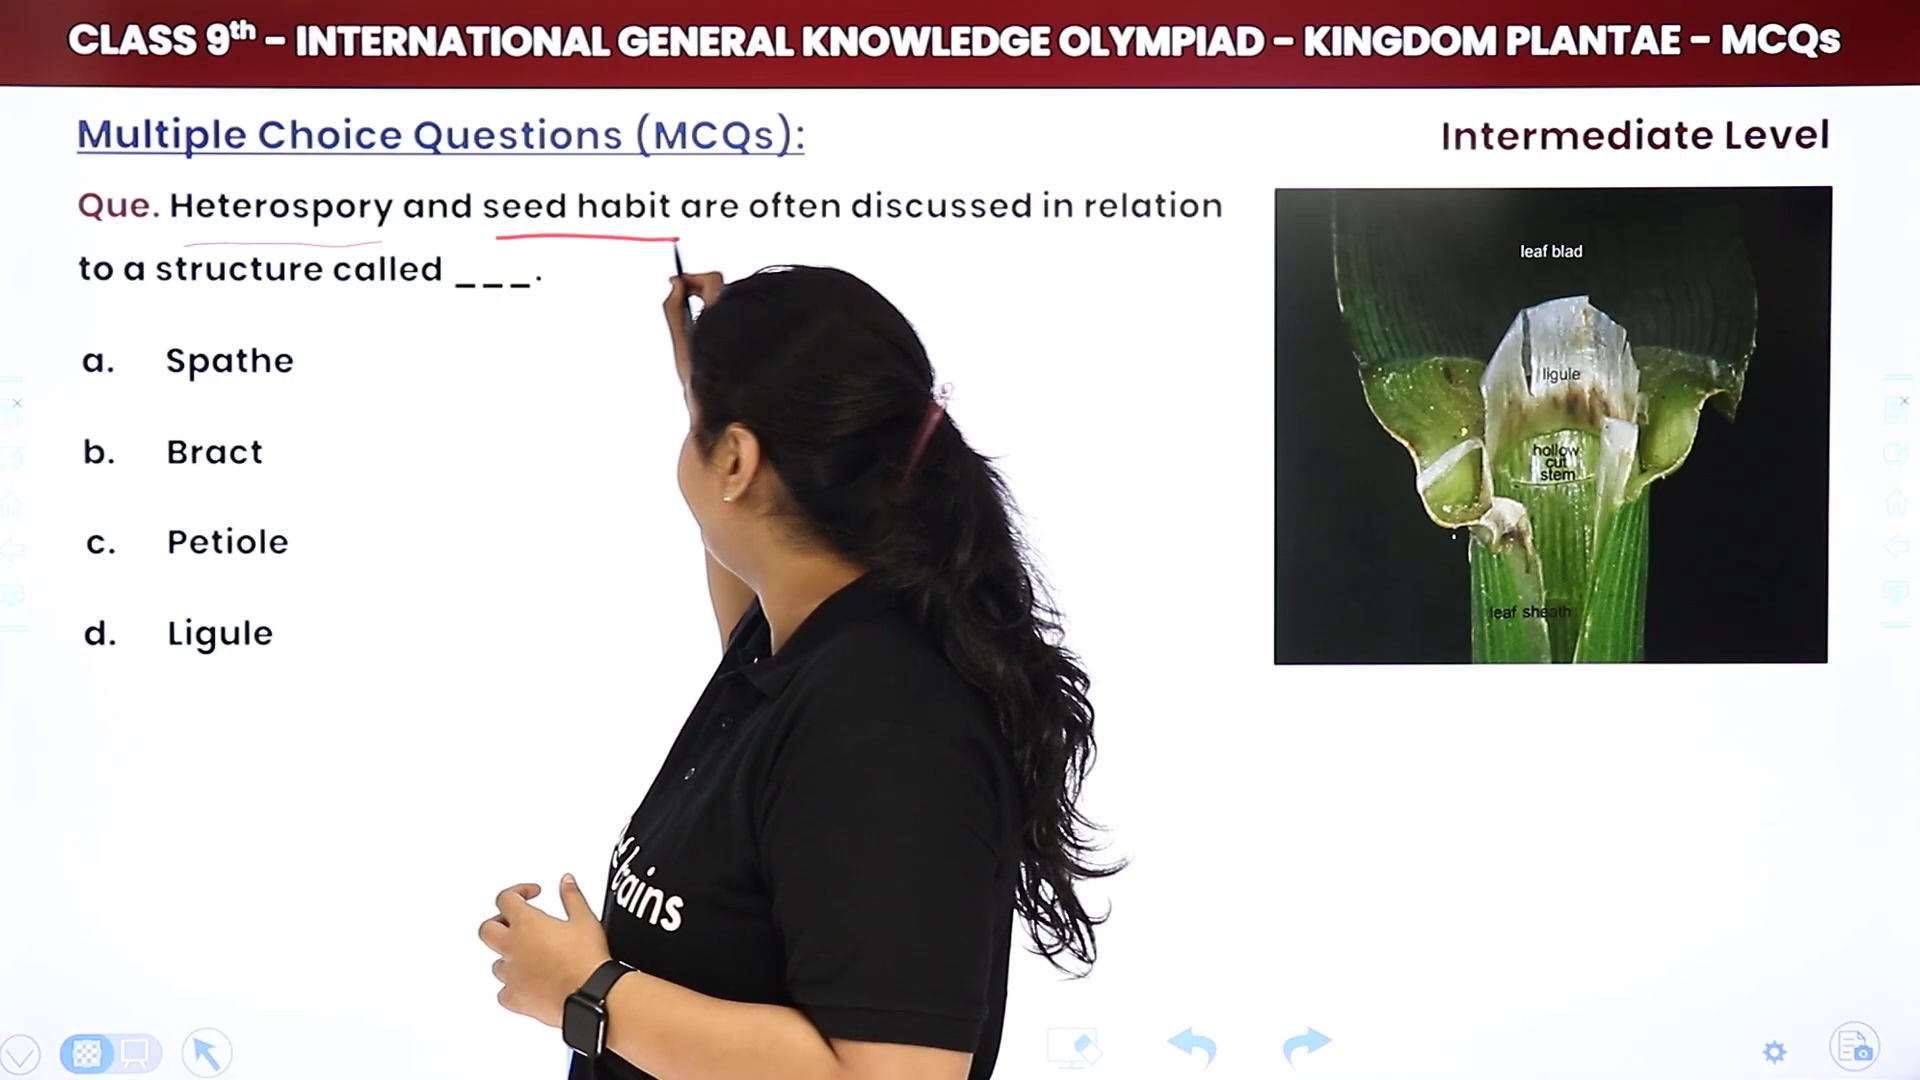 CLASS 9th - INTERNATIONAL GENERAL KNOWLEDGE OLYMPIAD - KINGDOM PLANTAE - MCQs
Multiple Choice Questions (MCQs):
Intermediate Level
Que. Heterospory and seed habit are often discussed in relation
to a structure called ___.
a. Spathe
b. Bract
c. Petiole
d. Ligule
leaf blad
ligule
hollow
cut
stem
leaf sheath